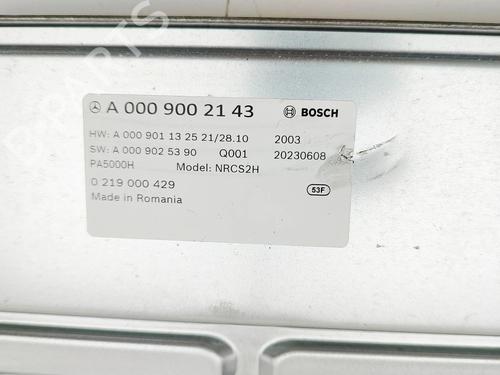 A 000 900 21 43
BOSCH
HW: A 000 901 13 25 21/28.10 2003
SW: A 000 902 53 90 Q001 20230608
PA5000H Model: NRCS2H
0 219 000 429
Made in Romania
53F